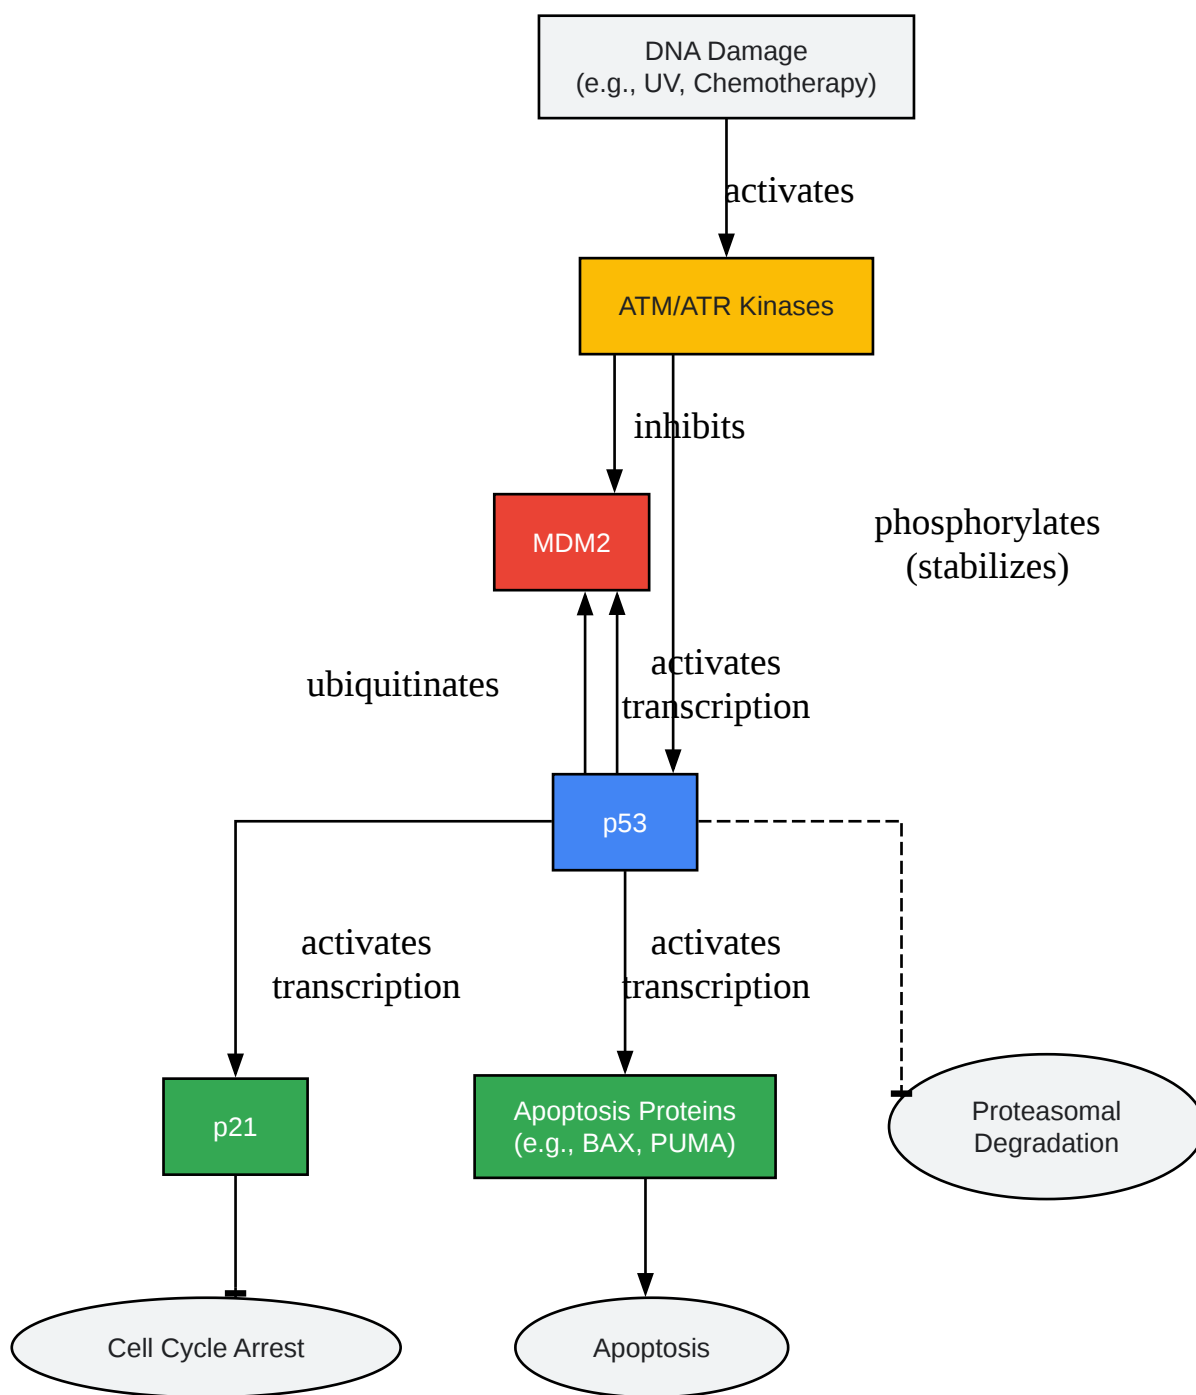 DNA Damage
(e.g., UV, Chemotherapy)
activates
ATM/ATR Kinases
inhibits
MDM2
phosphorylates
(stabilizes)
ubiquitinates
activates
transcription
p53
activates
transcription
activates
transcription
p21
Apoptosis Proteins
(e.g., BAX, PUMA)
Proteasomal
Degradation
Cell Cycle Arrest
Apoptosis